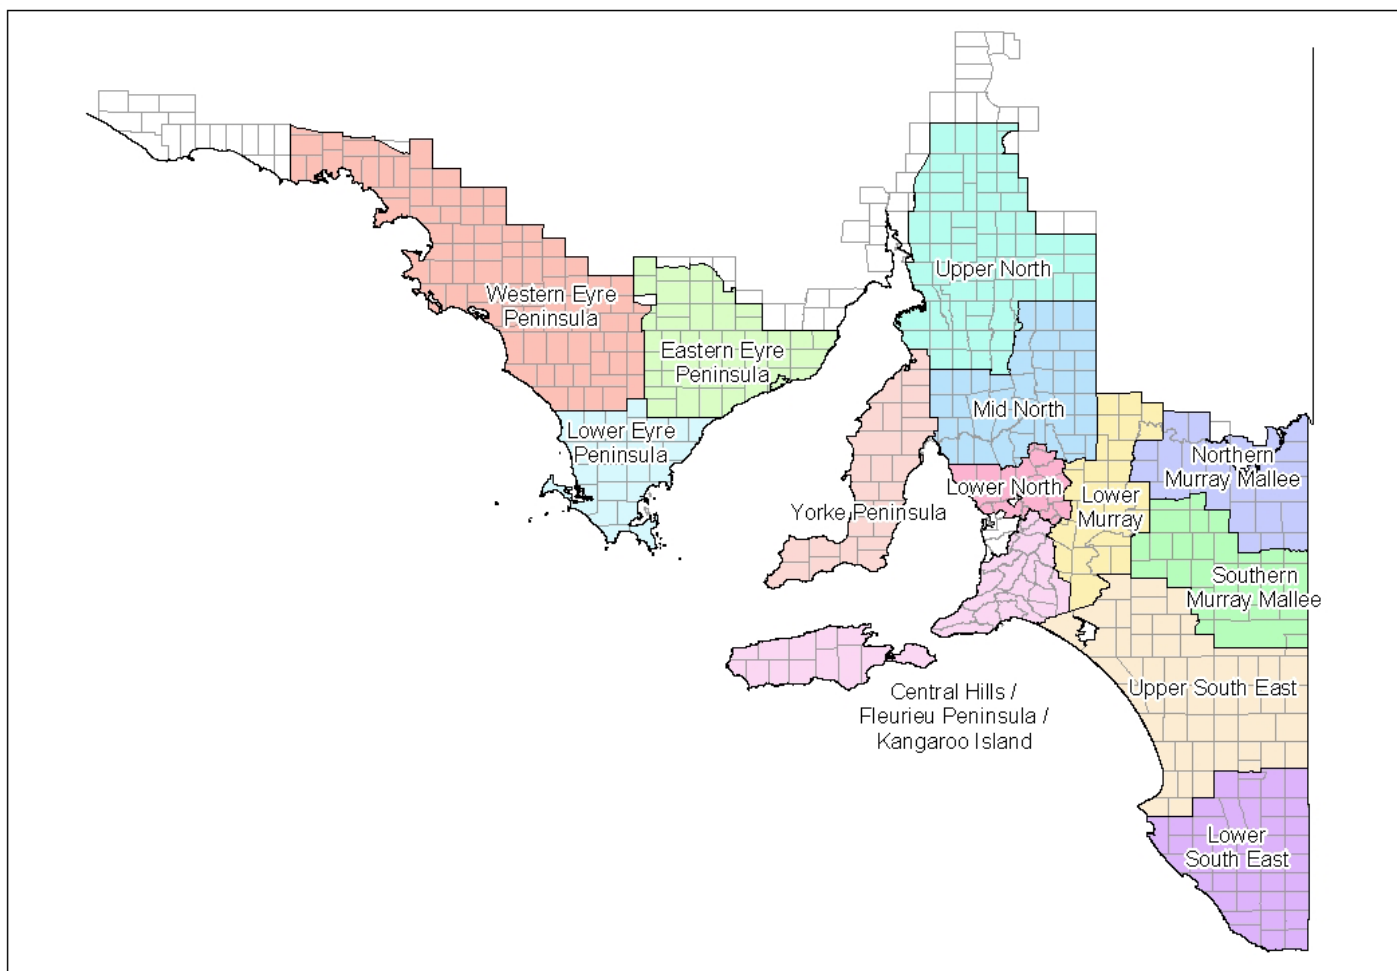 Upper North
Western Eyre
Peninsula
Eastern Eyre
Peninsula
Mid North
Lower Eyre
Peninsula
Northern
Murray Mallee
Lower North
Lower
Murray
Yorke Peninsula
Southern
Murray Mallee
Upper South East
Central Hills /
Fleurieu Peninsula /
Kangaroo Island
Lower
South East